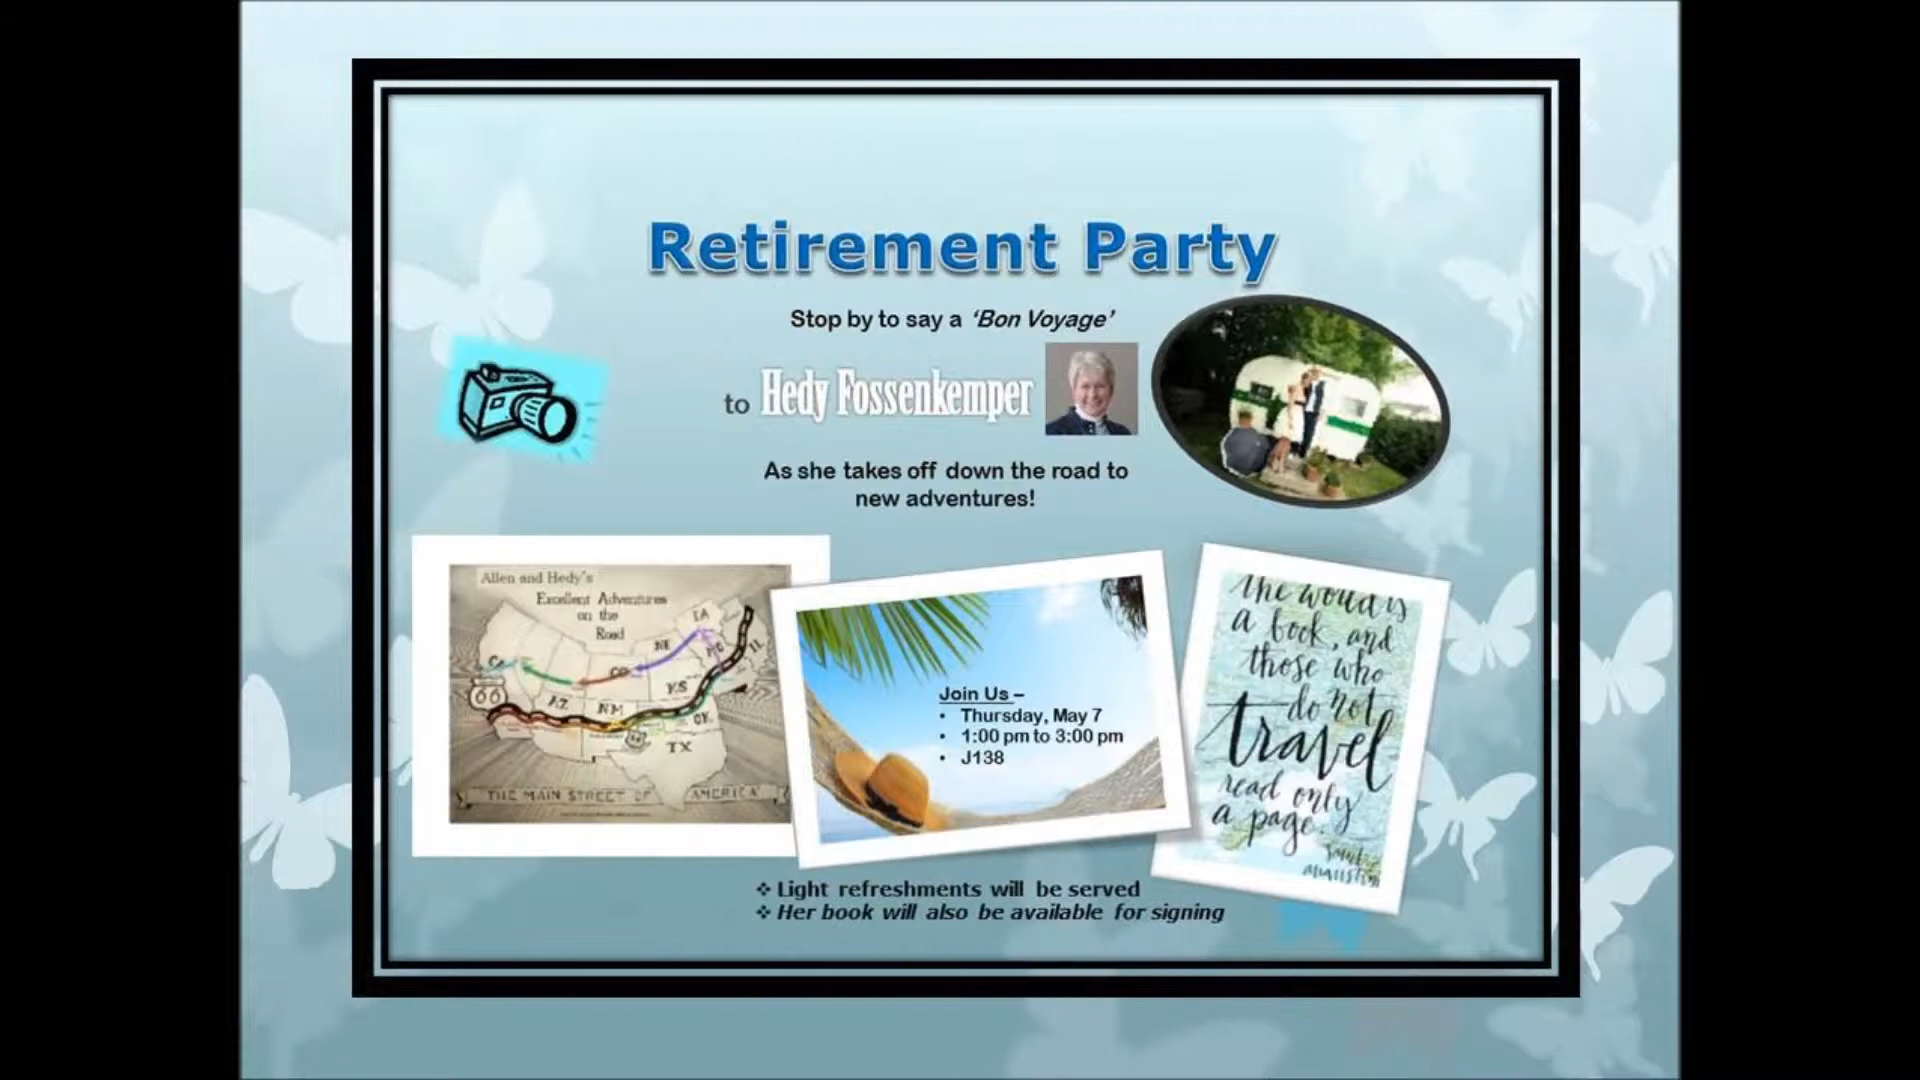 Retirement Party
Stop by to say a ‘Bon Voyage’
to Hedy Fossenkemper
As she takes off down the road to
new adventures!
Allen and Hedy's
Excellent Adventures
on the
Road
IA
NE
IL
CA
CO
KS
66
AZ
NM
TX
THE MAIN STREET OF AMERICA
Join Us –
• Thursday, May 7
• 1:00 pm to 3:00 pm
• J138
the world is
a book, and
those who
do not
travel
read only
a page.
Saint
Augustine
❖ Light refreshments will be served
❖ Her book will also be available for signing